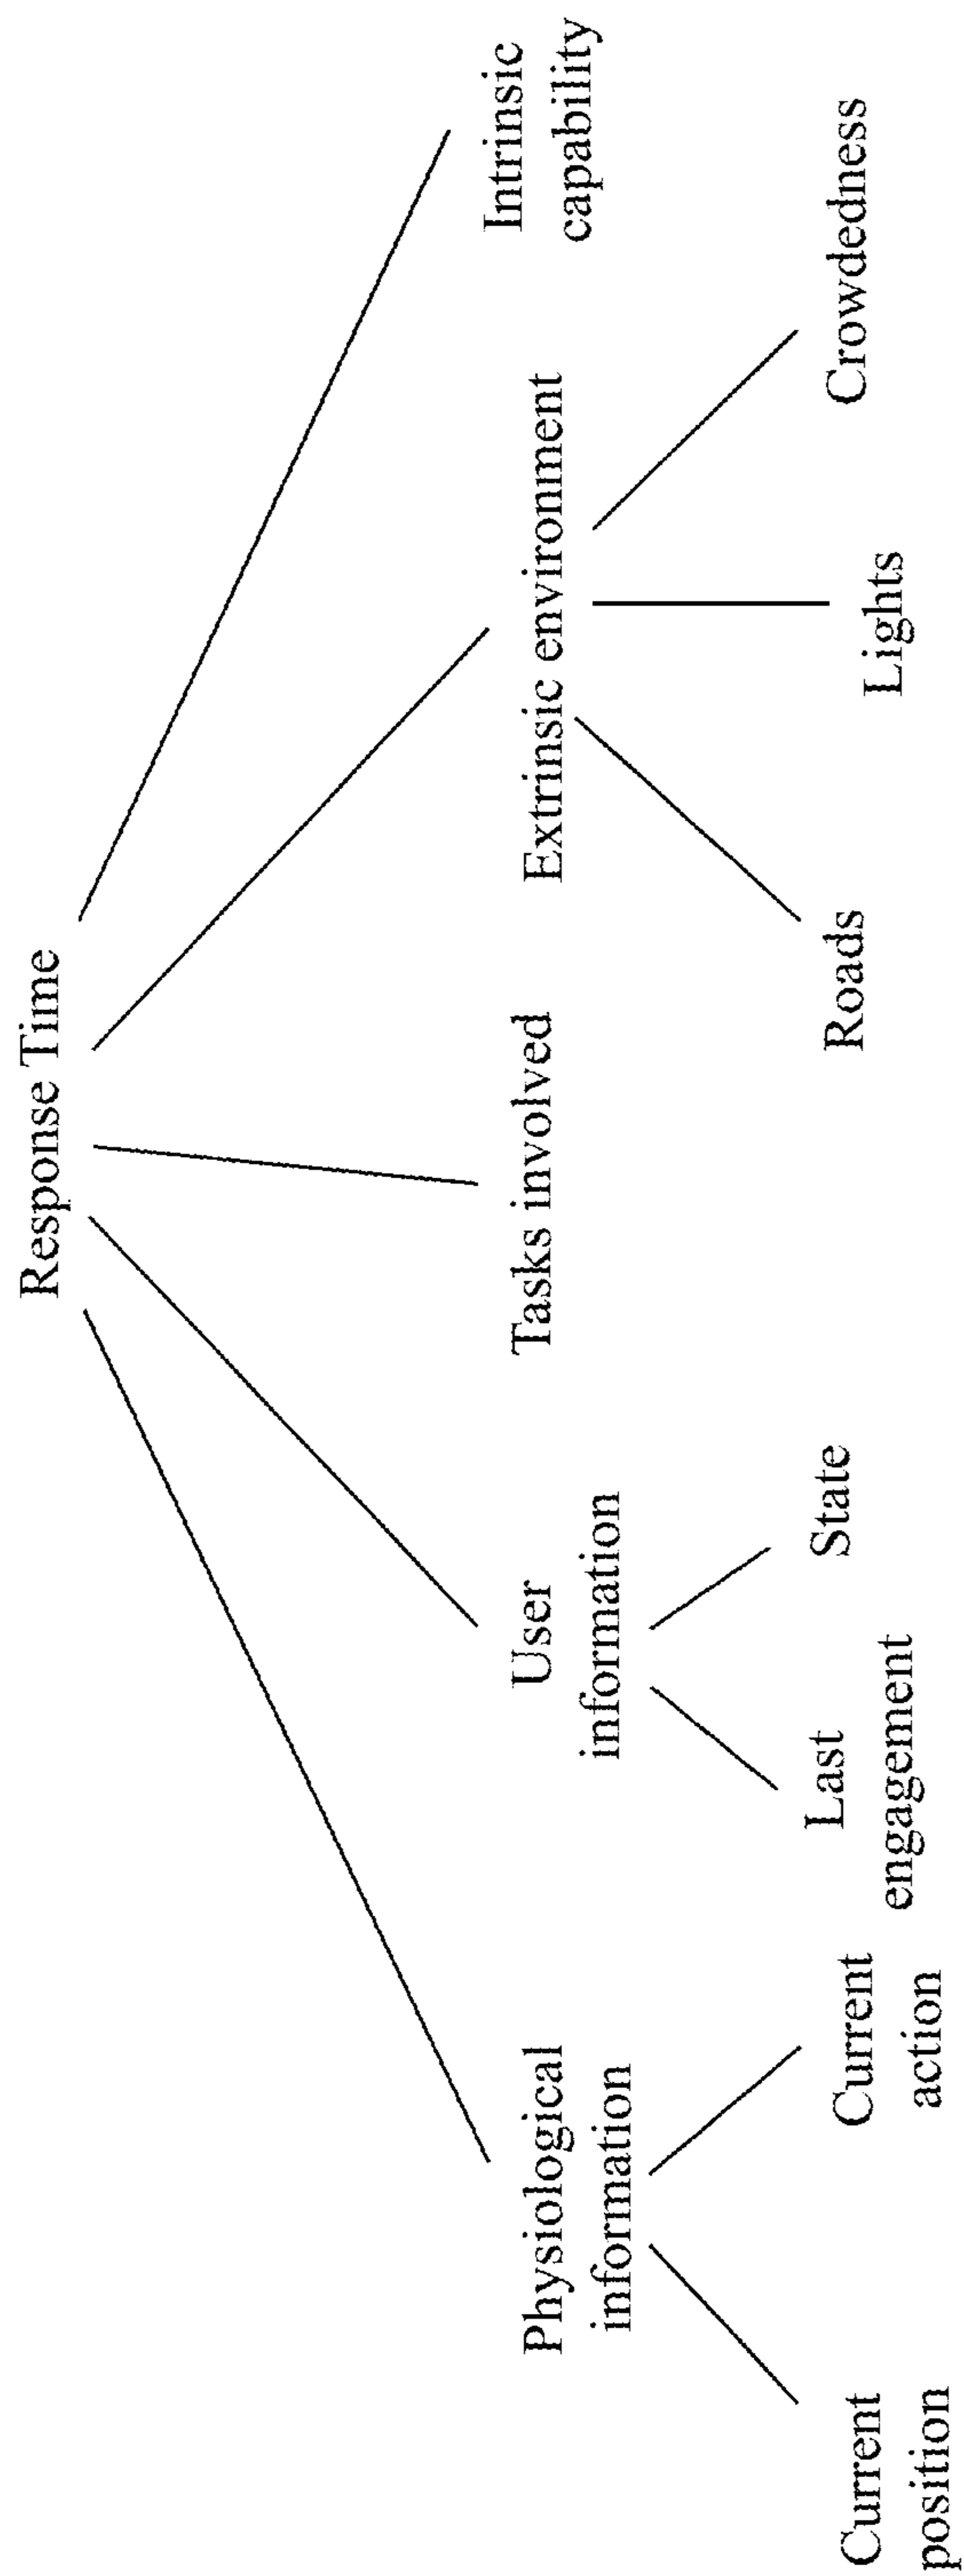 Response Time
Physiological
information
User
information
Tasks involved
Extrinsic environment
Intrinsic
capability
Current
position
Current
action
Last
engagement
State
Roads
Lights
Crowdedness